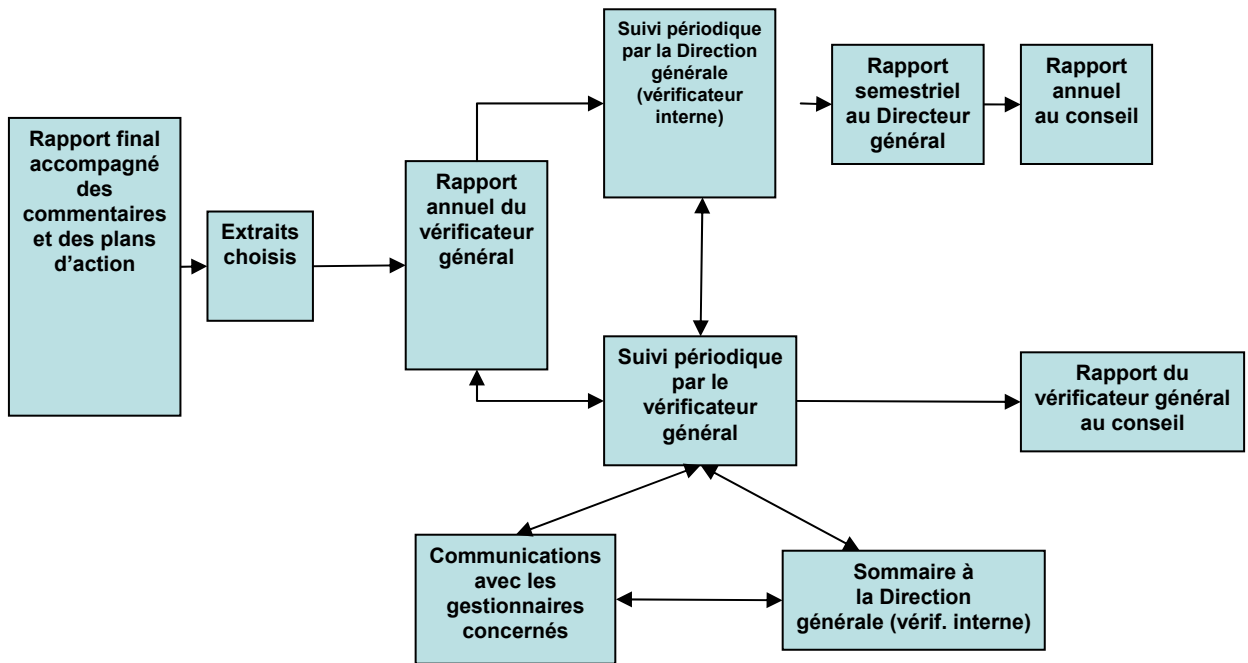 Rapport final
accompagné
des
commentaires
et des plans
d’action
Extraits
choisis
Rapport
annuel du
vérificateur
général
Suivi périodique
par la Direction
générale
(vérificateur
interne)
Rapport
semestriel
au Directeur
général
Rapport
annuel
au conseil
Suivi périodique
par le
vérificateur
général
Rapport du
vérificateur général
au conseil
Communications
avec les
gestionnaires
concernés
Sommaire à
la Direction
générale (vérif. interne)